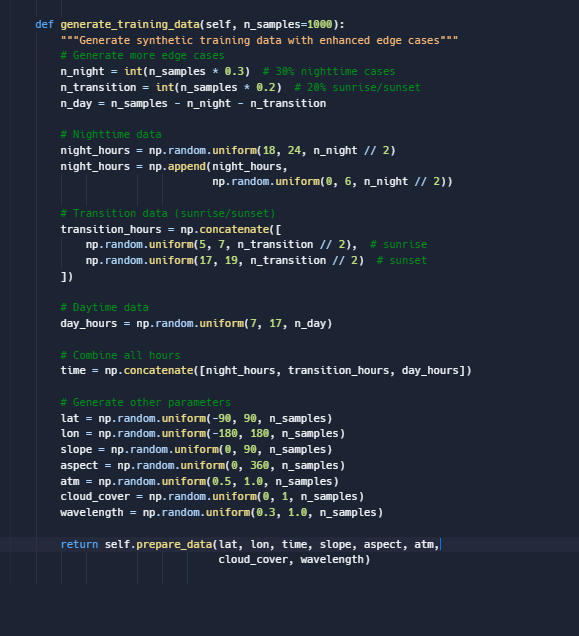 def generate_training_data(self, n_samples=1000):
"""Generate synthetic training data with enhanced edge cases"""
# Generate more edge cases
n_night = int(n_samples * 0.3)  # 30% nighttime cases
n_transition = int(n_samples * 0.2)  # 20% sunrise/sunset
n_day = n_samples - n_night - n_transition
# Nighttime data
night_hours = np.random.uniform(18, 24, n_night // 2)
night_hours = np.append(night_hours,
np.random.uniform(0, 6, n_night // 2))
# Transition data (sunrise/sunset)
transition_hours = np.concatenate([
np.random.uniform(5, 7, n_transition // 2),  # sunrise
np.random.uniform(17, 19, n_transition // 2)  # sunset
])
# Daytime data
day_hours = np.random.uniform(7, 17, n_day)
# Combine all hours
time = np.concatenate([night_hours, transition_hours, day_hours])
# Generate other parameters
lat = np.random.uniform(-90, 90, n_samples)
lon = np.random.uniform(-180, 180, n_samples)
slope = np.random.uniform(0, 90, n_samples)
aspect = np.random.uniform(0, 360, n_samples)
atm = np.random.uniform(0.5, 1.0, n_samples)
cloud_cover = np.random.uniform(0, 1, n_samples)
wavelength = np.random.uniform(0.3, 1.0, n_samples)
return self.prepare_data(lat, lon, time, slope, aspect, atm,
cloud_cover, wavelength)